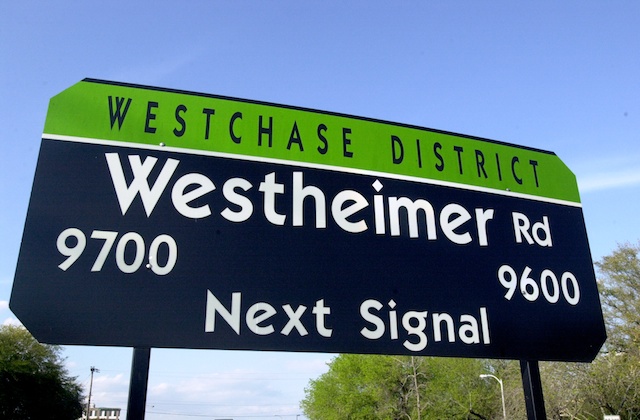 WESTCHASE DISTRICT
Westheimer Rd
9700 9600
Next Signal